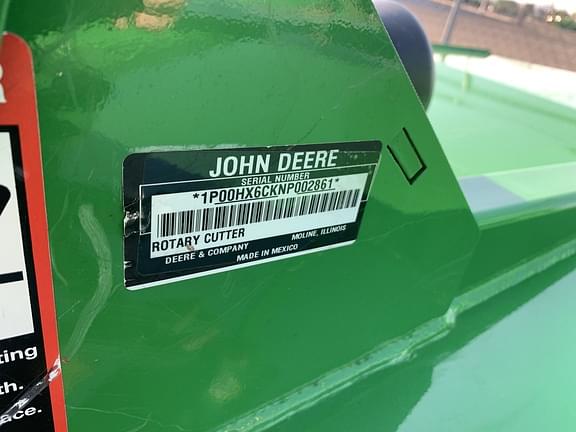 R
JOHN DEERE
SERIAL NUMBER
*1P00HX6CKNP002861*
ROTARY CUTTER
DEERE & COMPANY MOLINE, ILLINOIS
MADE IN MEXICO
ting
th.
ace.